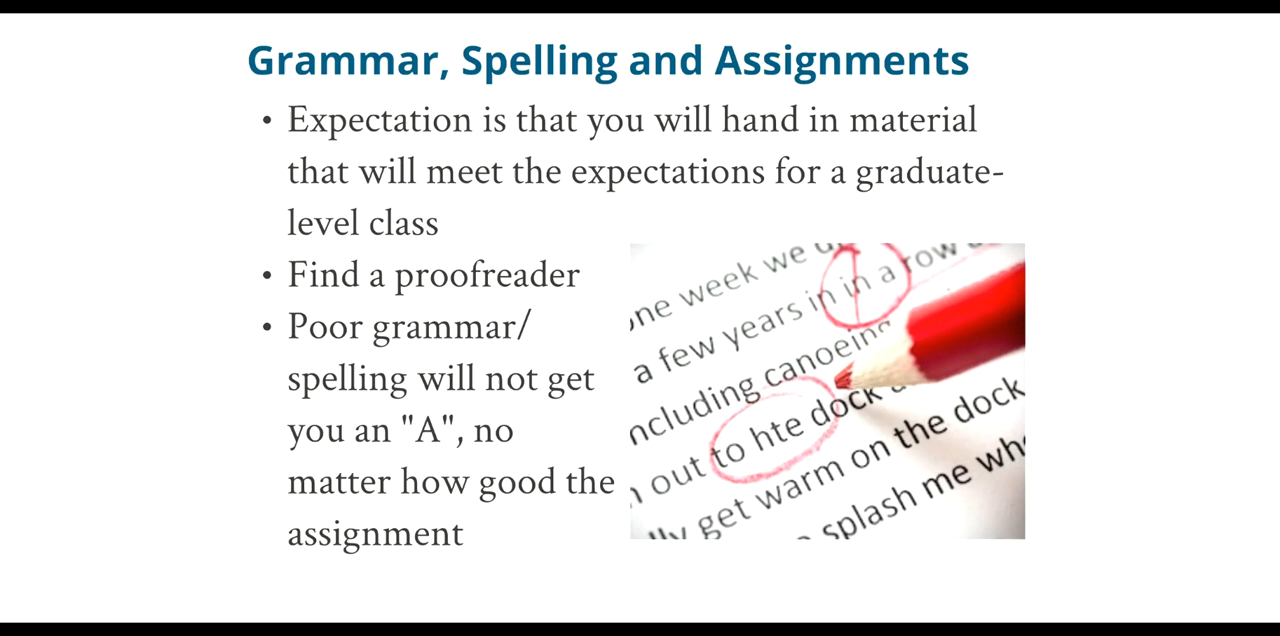 Grammar, Spelling and Assignments
• Expectation is that you will hand in material
that will meet the expectations for a graduate-
level class
• Find a proofreader
• Poor grammar/
spelling will not get
you an "A", no
matter how good the
assignment
one week we
a few years in in a row
including canoeing
out to hte dock
get warm on the dock
splash me